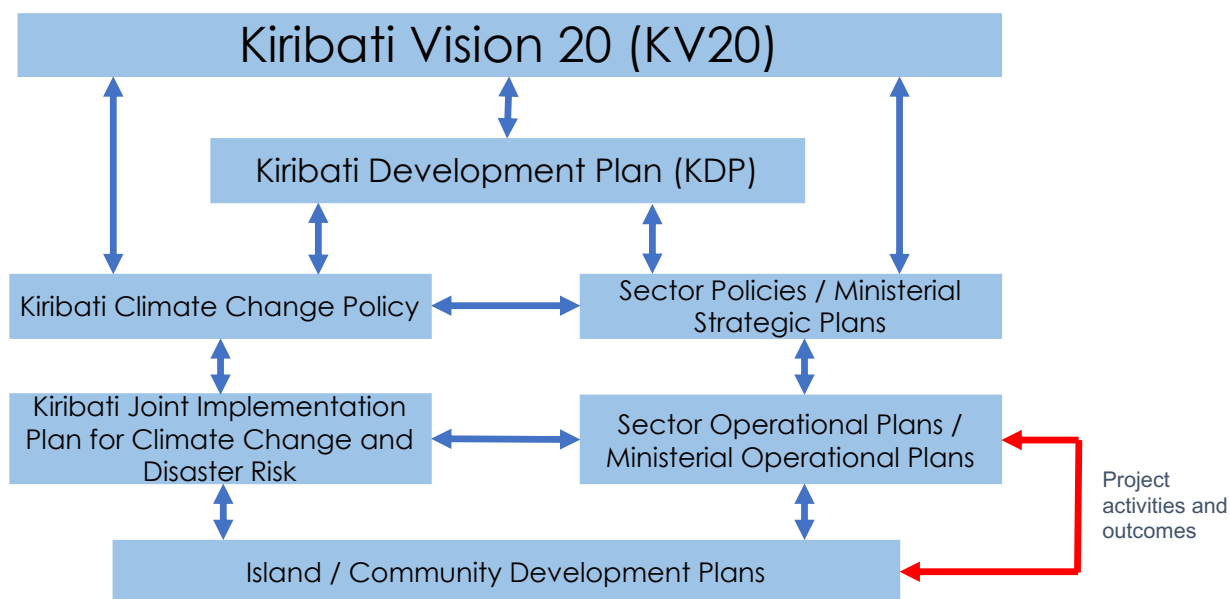 Kiribati Vision 20 (KV20)
Kiribati Development Plan (KDP)
Kiribati Climate Change Policy
Sector Policies / Ministerial
Strategic Plans
Kiribati Joint Implementation
Plan for Climate Change and
Disaster Risk
Sector Operational Plans /
Ministerial Operational Plans
Project
activities and
outcomes
Island / Community Development Plans